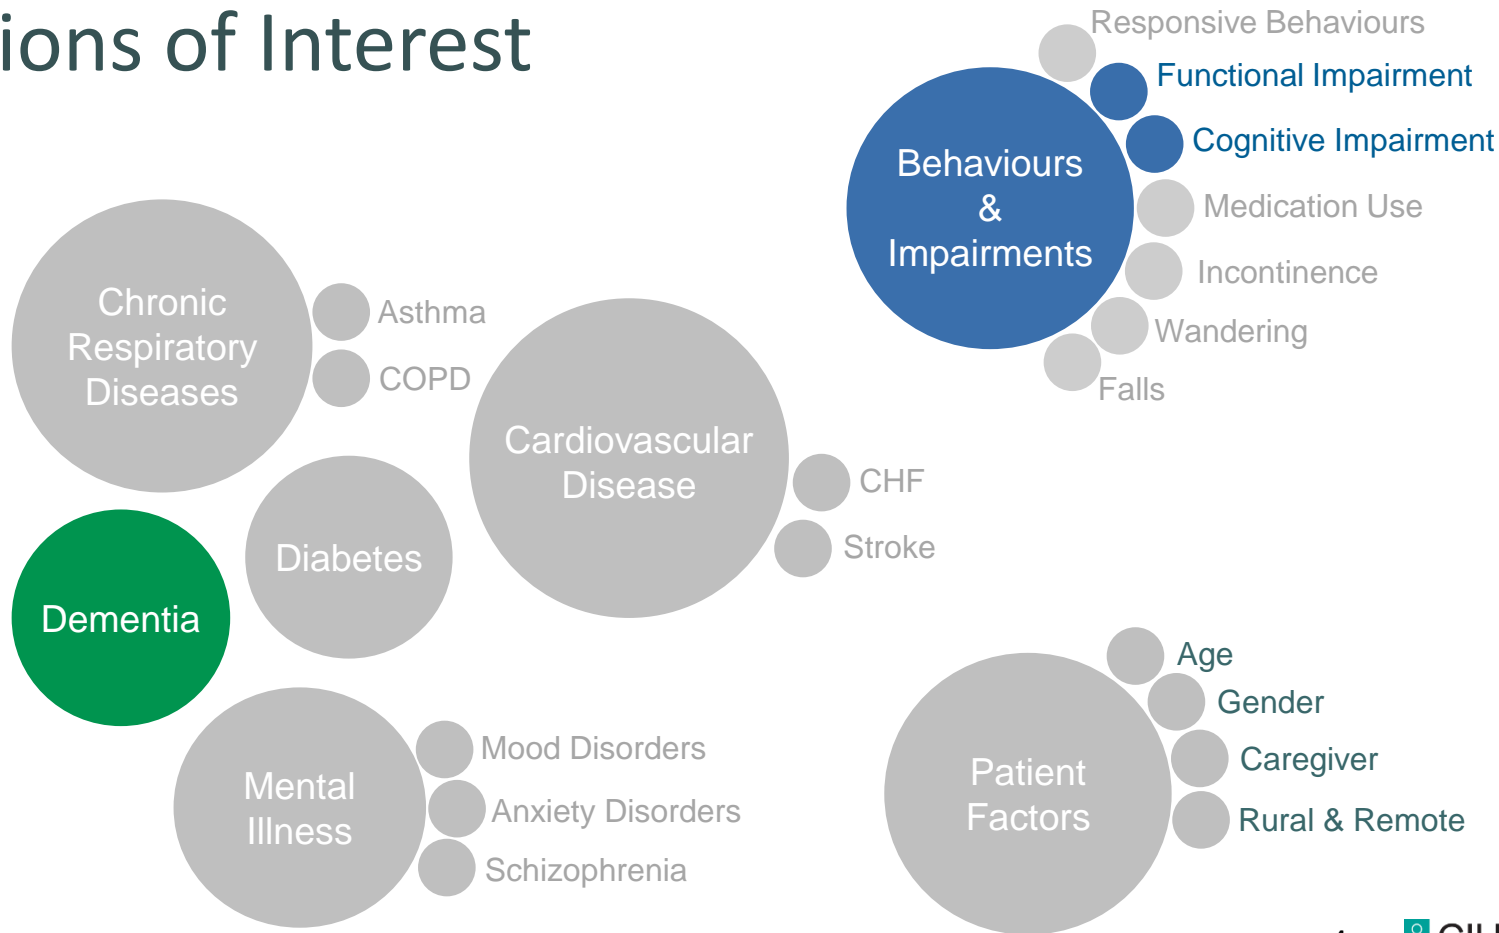 ions of Interest
Responsive Behaviours
Functional Impairment
Cognitive Impairment
Behaviours
&
Impairments
Medication Use
Incontinence
Wandering
Falls
Chronic
Respiratory
Diseases
Asthma
COPD
Cardiovascular
Disease
CHF
Stroke
Diabetes
Dementia
Mental
Illness
Mood Disorders
Anxiety Disorders
Schizophrenia
Patient
Factors
Age
Gender
Caregiver
Rural & Remote